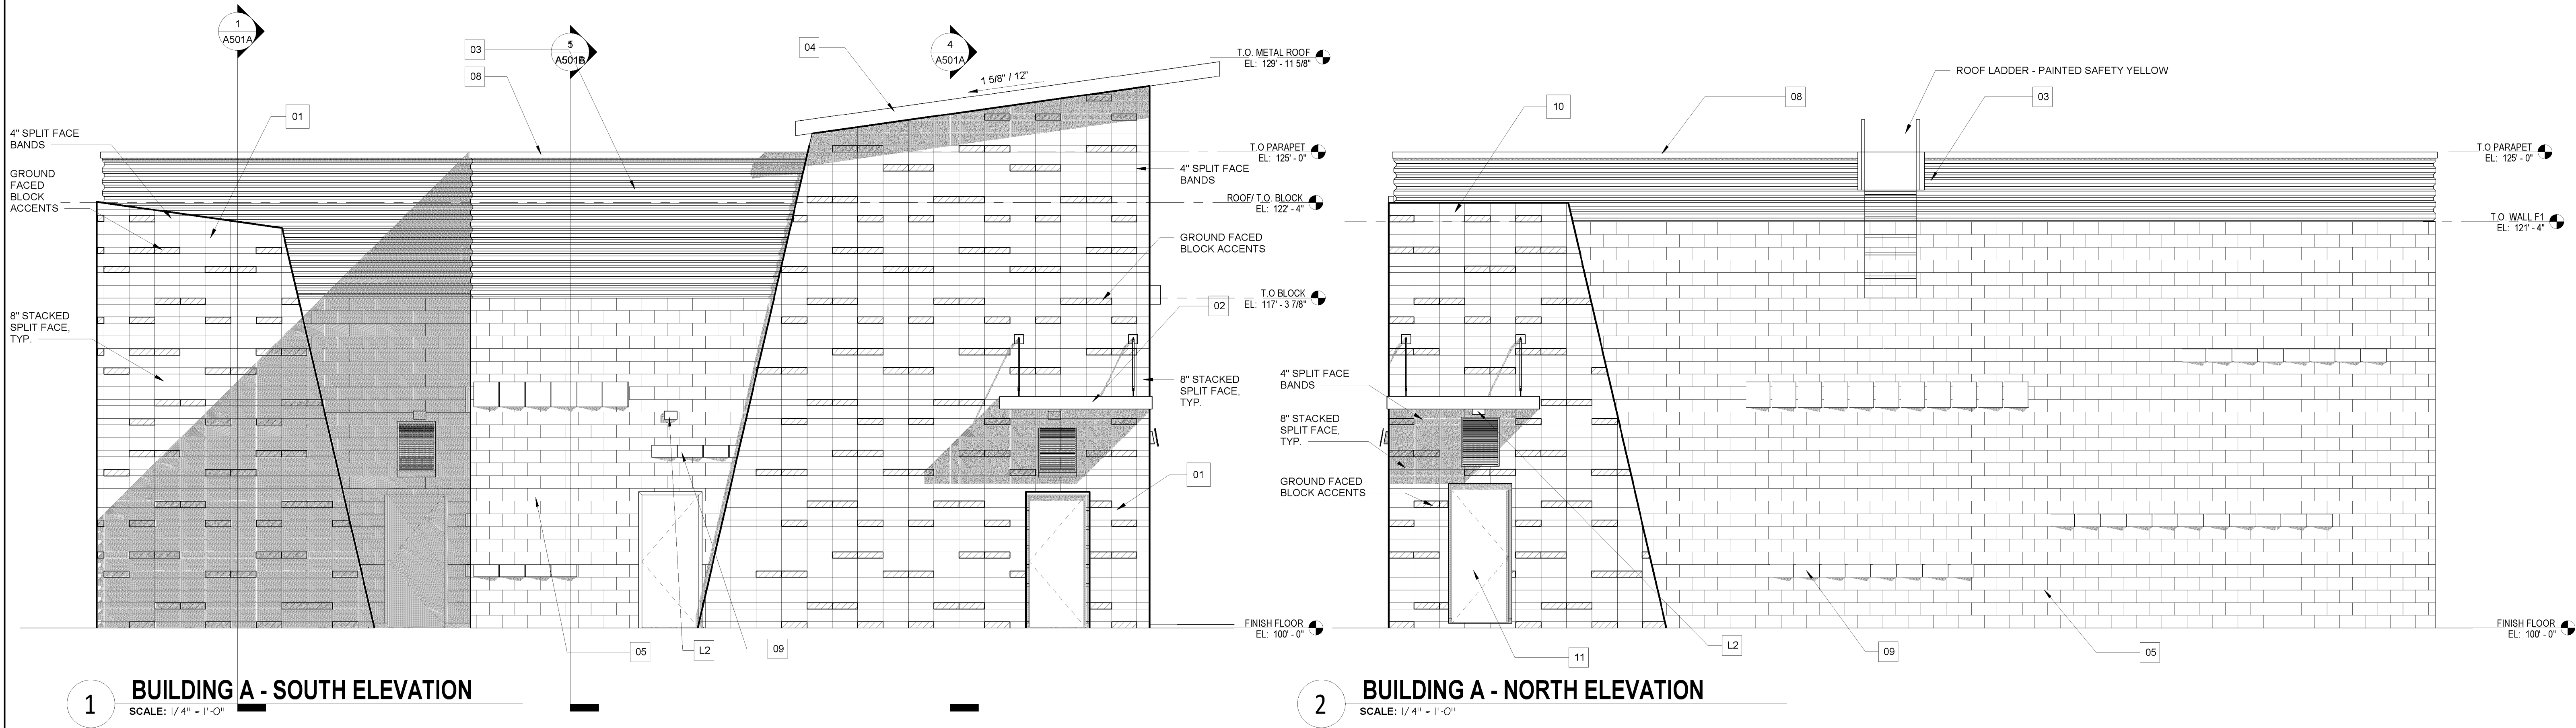 1
A501A
03
08
5
04
4
A501A
1 5/8" / 12"
T.O. METAL ROOF
EL: 129' - 11 5/8"
01
4" SPLIT FACE
BANDS
GROUND
FACED
BLOCK
ACCENTS
8" STACKED
SPLIT FACE,
TYP.
T.O PARAPET
EL: 125' - 0"
4" SPLIT FACE
BANDS
ROOF/ T.O. BLOCK
EL: 122' - 4"
GROUND FACED
BLOCK ACCENTS
T.O BLOCK
EL: 117' - 3 7/8"
02
8" STACKED
SPLIT FACE,
TYP.
01
FINISH FLOOR
EL: 100' - 0"
05
L2
09
1
BUILDING A - SOUTH ELEVATION
SCALE: 1/4" = 1'-0"
ROOF LADDER - PAINTED SAFETY YELLOW
10
08
03
T.O PARAPET
EL: 125' - 0"
T.O. WALL F1
EL: 121' - 4"
4" SPLIT FACE
BANDS
8" STACKED
SPLIT FACE,
TYP.
GROUND FACED
BLOCK ACCENTS
FINISH FLOOR
EL: 100' - 0"
11
L2
09
05
2
BUILDING A - NORTH ELEVATION
SCALE: 1/4" = 1'-0"